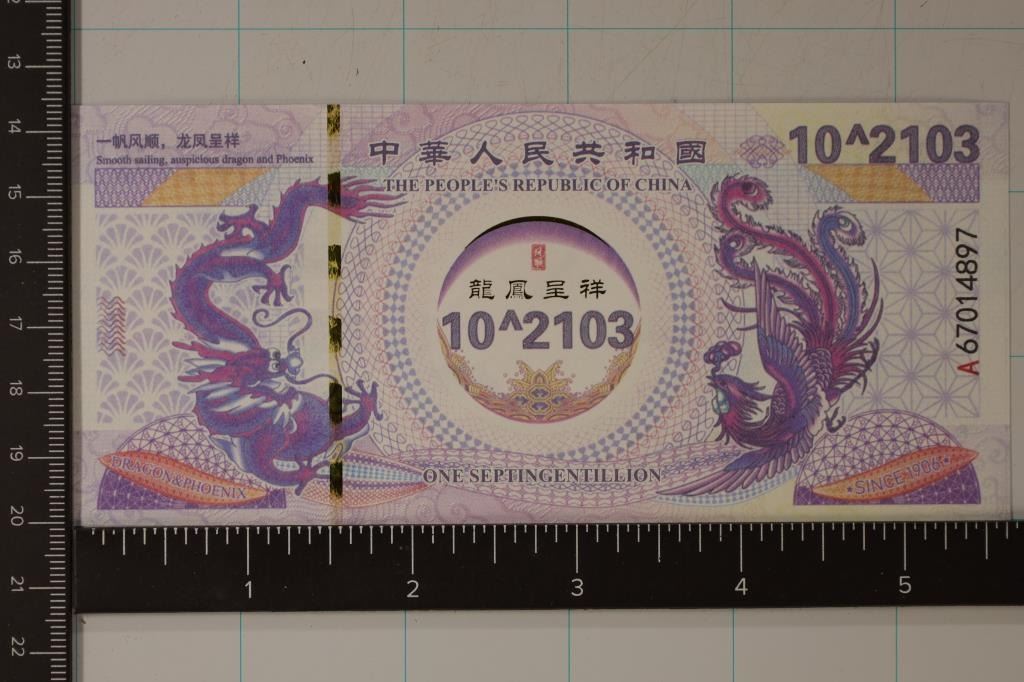 一帆风顺，龙凤呈祥
Smooth sailing, auspicious dragon and Phoenix
中華人民共和國
THE PEOPLE'S REPUBLIC OF CHINA
10^2103
龍鳳呈祥
10^2103
A 67014897
DRAGON&PHOENIX
ONE SEPTINGENTILLION
★SINCE 1906★
13
14
15
16
17
18
19
20
21
22
1 2 3 4 5